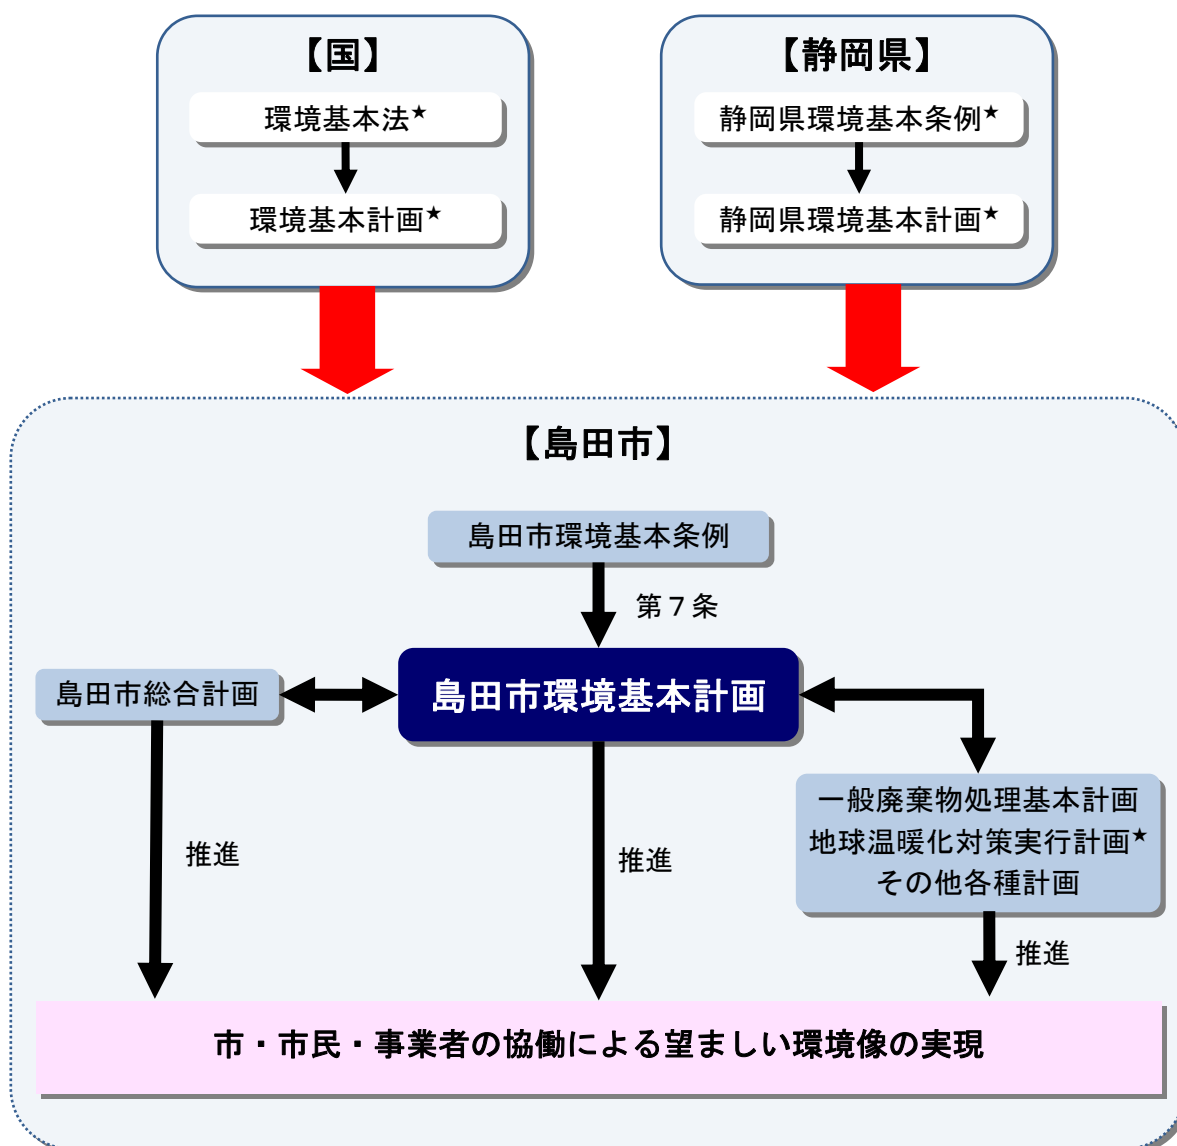 【国】
環境基本法★
環境基本計画★
【静岡県】
静岡県環境基本条例★
静岡県環境基本計画★
【島田市】
島田市環境基本条例
第７条
島田市総合計画
島田市環境基本計画
一般廃棄物処理基本計画
地球温暖化対策実行計画★
その他各種計画
推進
推進
推進
市・市民・事業者の協働による望ましい環境像の実現